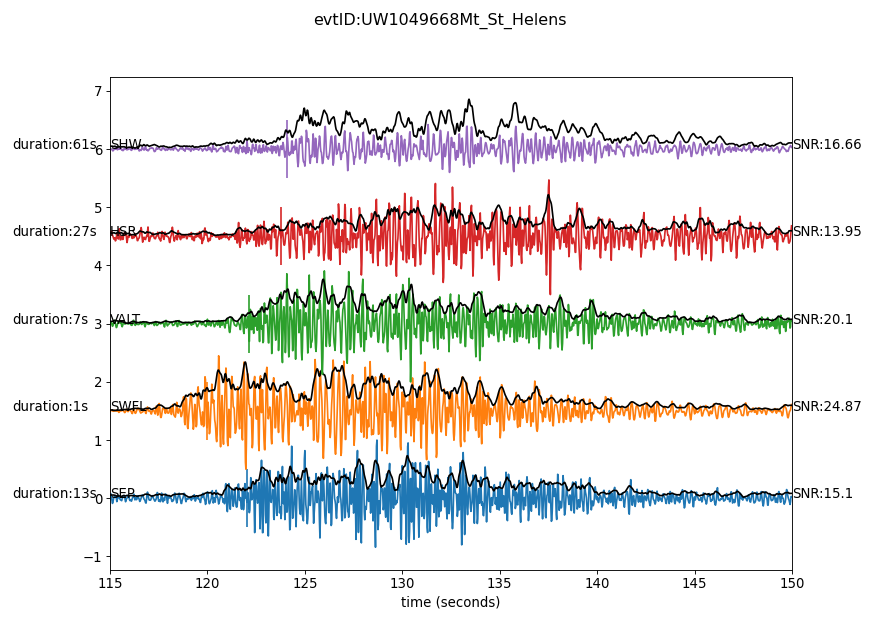 evtID:UW1049668Mt_St_Helens
7
duration:61s SHW 6 SNR:16.66
5
duration:27s HSR SNR:13.95
4
duration:7s VALT 3 SNR:20.1
2
duration:1s SWFL SNR:24.87
1
duration:13s SEP 0 SNR:15.1
−1
115 120 125 130 135 140 145 150
time (seconds)